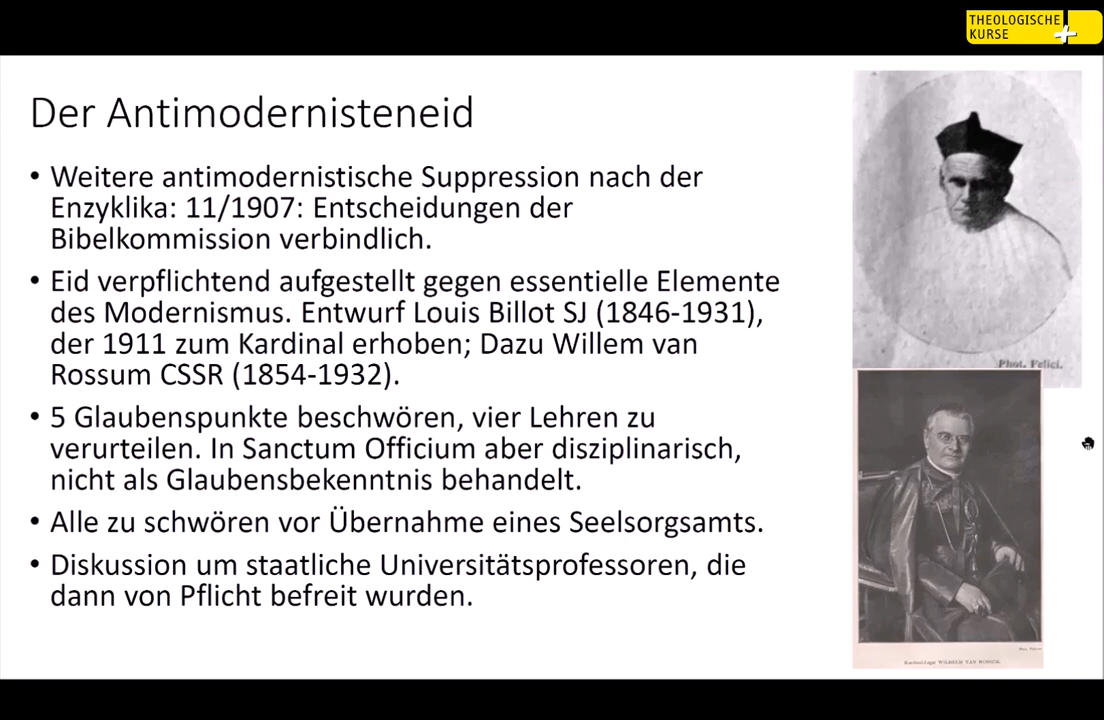 THEOLOGISCHE
KURSE
Der Antimodernisteneid
• Weitere antimodernistische Suppression nach der
Enzyklika: 11/1907: Entscheidungen der
Bibelkommission verbindlich.
• Eid verpflichtend aufgestellt gegen essentielle Elemente
des Modernismus. Entwurf Louis Billot SJ (1846-1931),
der 1911 zum Kardinal erhoben; Dazu Willem van
Rossum CSSR (1854-1932).
• 5 Glaubenspunkte beschwören, vier Lehren zu
verurteilen. In Sanctum Officium aber disziplinarisch,
nicht als Glaubensbekenntnis behandelt.
• Alle zu schwören vor Übernahme eines Seelsorgsamts.
• Diskussion um staatliche Universitätsprofessoren, die
dann von Pflicht befreit wurden.
Phot. Felici.
WILHELM VAN ROSSUM.